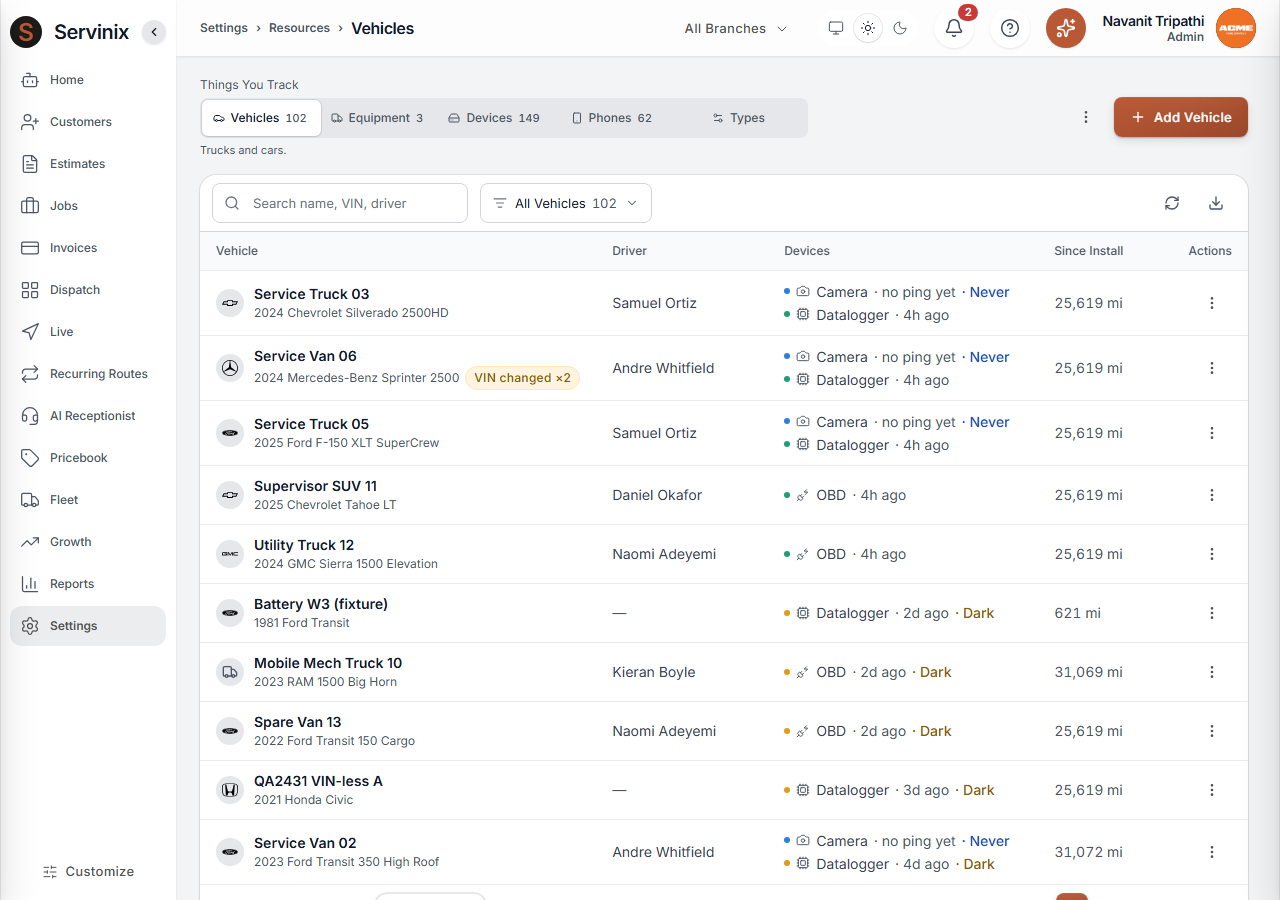 S Servinix
Home
Customers
Estimates
Jobs
Invoices
Dispatch
Live
Recurring Routes
AI Receptionist
Pricebook
Fleet
Growth
Reports
Settings
Customize
Settings › Resources › Vehicles
All Branches
2
Navanit Tripathi
Admin
ACME
Things You Track
Vehicles 102
Equipment 3
Devices 149
Phones 62
Types
Trucks and cars.
+ Add Vehicle
Search name, VIN, driver
All Vehicles 102
Vehicle Driver Devices Since Install Actions
Service Truck 03
2024 Chevrolet Silverado 2500HD
Samuel Ortiz
Camera · no ping yet · Never
Datalogger · 4h ago
25,619 mi
Service Van 06
2024 Mercedes-Benz Sprinter 2500 VIN changed ×2
Andre Whitfield
Camera · no ping yet · Never
Datalogger · 4h ago
25,619 mi
Service Truck 05
2025 Ford F-150 XLT SuperCrew
Samuel Ortiz
Camera · no ping yet · Never
Datalogger · 4h ago
25,619 mi
Supervisor SUV 11
2025 Chevrolet Tahoe LT
Daniel Okafor
OBD · 4h ago
25,619 mi
GMC
Utility Truck 12
2024 GMC Sierra 1500 Elevation
Naomi Adeyemi
OBD · 4h ago
25,619 mi
Battery W3 (fixture)
1981 Ford Transit
—
Datalogger · 2d ago · Dark
621 mi
Mobile Mech Truck 10
2023 RAM 1500 Big Horn
Kieran Boyle
OBD · 2d ago · Dark
31,069 mi
Spare Van 13
2022 Ford Transit 150 Cargo
Naomi Adeyemi
OBD · 2d ago · Dark
25,619 mi
QA2431 VIN-less A
2021 Honda Civic
—
Datalogger · 3d ago · Dark
25,619 mi
Service Van 02
2023 Ford Transit 350 High Roof
Andre Whitfield
Camera · no ping yet · Never
Datalogger · 4d ago · Dark
31,072 mi